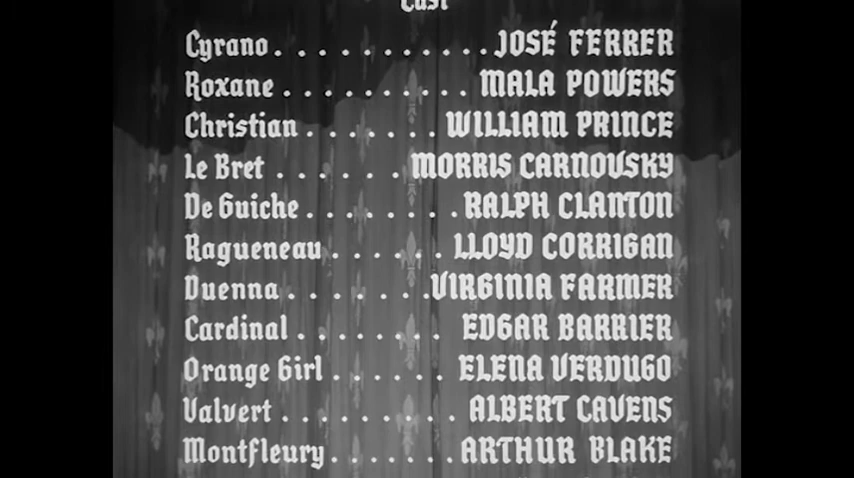 Cast
Cyrano . . . . . . . . . . . JOSÉ FERRER
Roxane . . . . . . . . . . MALA POWERS
Christian . . . . . . . WILLIAM PRINCE
Le Bret . . . . . . MORRIS CARNOVSKY
De Guiche . . . . . . . . RALPH CLANTON
Ragueneau . . . . . . LLOYD CORRIGAN
Duenna . . . . . . . VIRGINIA FARMER
Cardinal . . . . . . . EDGAR BARRIER
Orange Girl . . . . . . ELENA VERDUGO
Valvert . . . . . . . . . ALBERT CAVENS
Montfleury . . . . . . . ARTHUR BLAKE